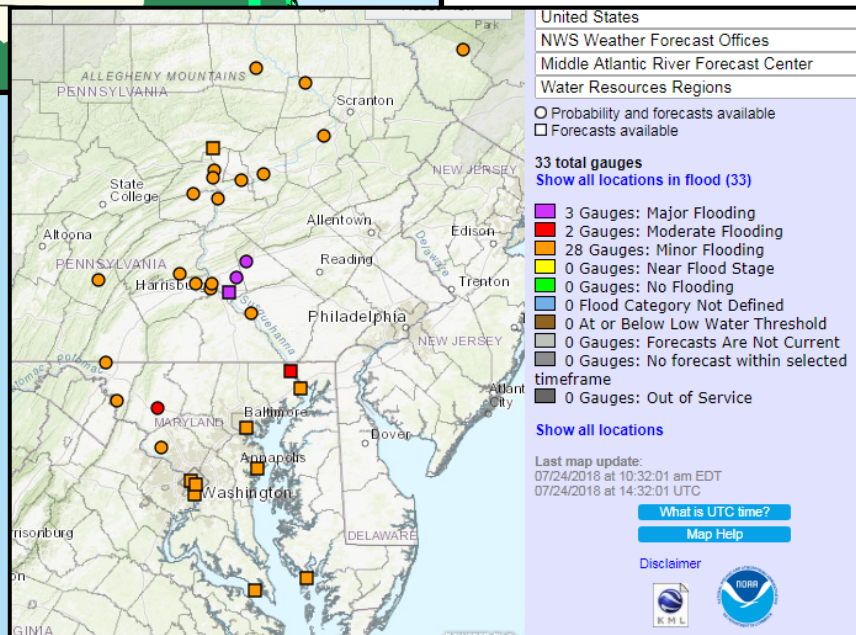 Park
ALLEGHENY MOUNTAINS
PENNSYLVANIA
Scranton
NEW JERSEY
State
College
Allentown
Altoona
Edison
Delaware
PENNSYLVANIA
Reading
Harrisbu
Trenton
Susquehanna
Philadelphia
NEW JERSEY
Potomac
Atlant
City
Baltimore
MARYLAND
Dover
Annapolis
Washington
rrisonburg
DELAWARE
on
GINIA
United States
NWS Weather Forecast Offices
Middle Atlantic River Forecast Center
Water Resources Regions
Probability and forecasts available
Forecasts available
33 total gauges
Show all locations in flood (33)
3 Gauges: Major Flooding
2 Gauges: Moderate Flooding
28 Gauges: Minor Flooding
0 Gauges: Near Flood Stage
0 Gauges: No Flooding
0 Flood Category Not Defined
0 At or Below Low Water Threshold
0 Gauges: Forecasts Are Not Current
0 Gauges: No forecast within selected
timeframe
0 Gauges: Out of Service
Show all locations
Last map update:
07/24/2018 at 10:32:01 am EDT
07/24/2018 at 14:32:01 UTC
What is UTC time?
Map Help
Disclaimer
KML
NOAA